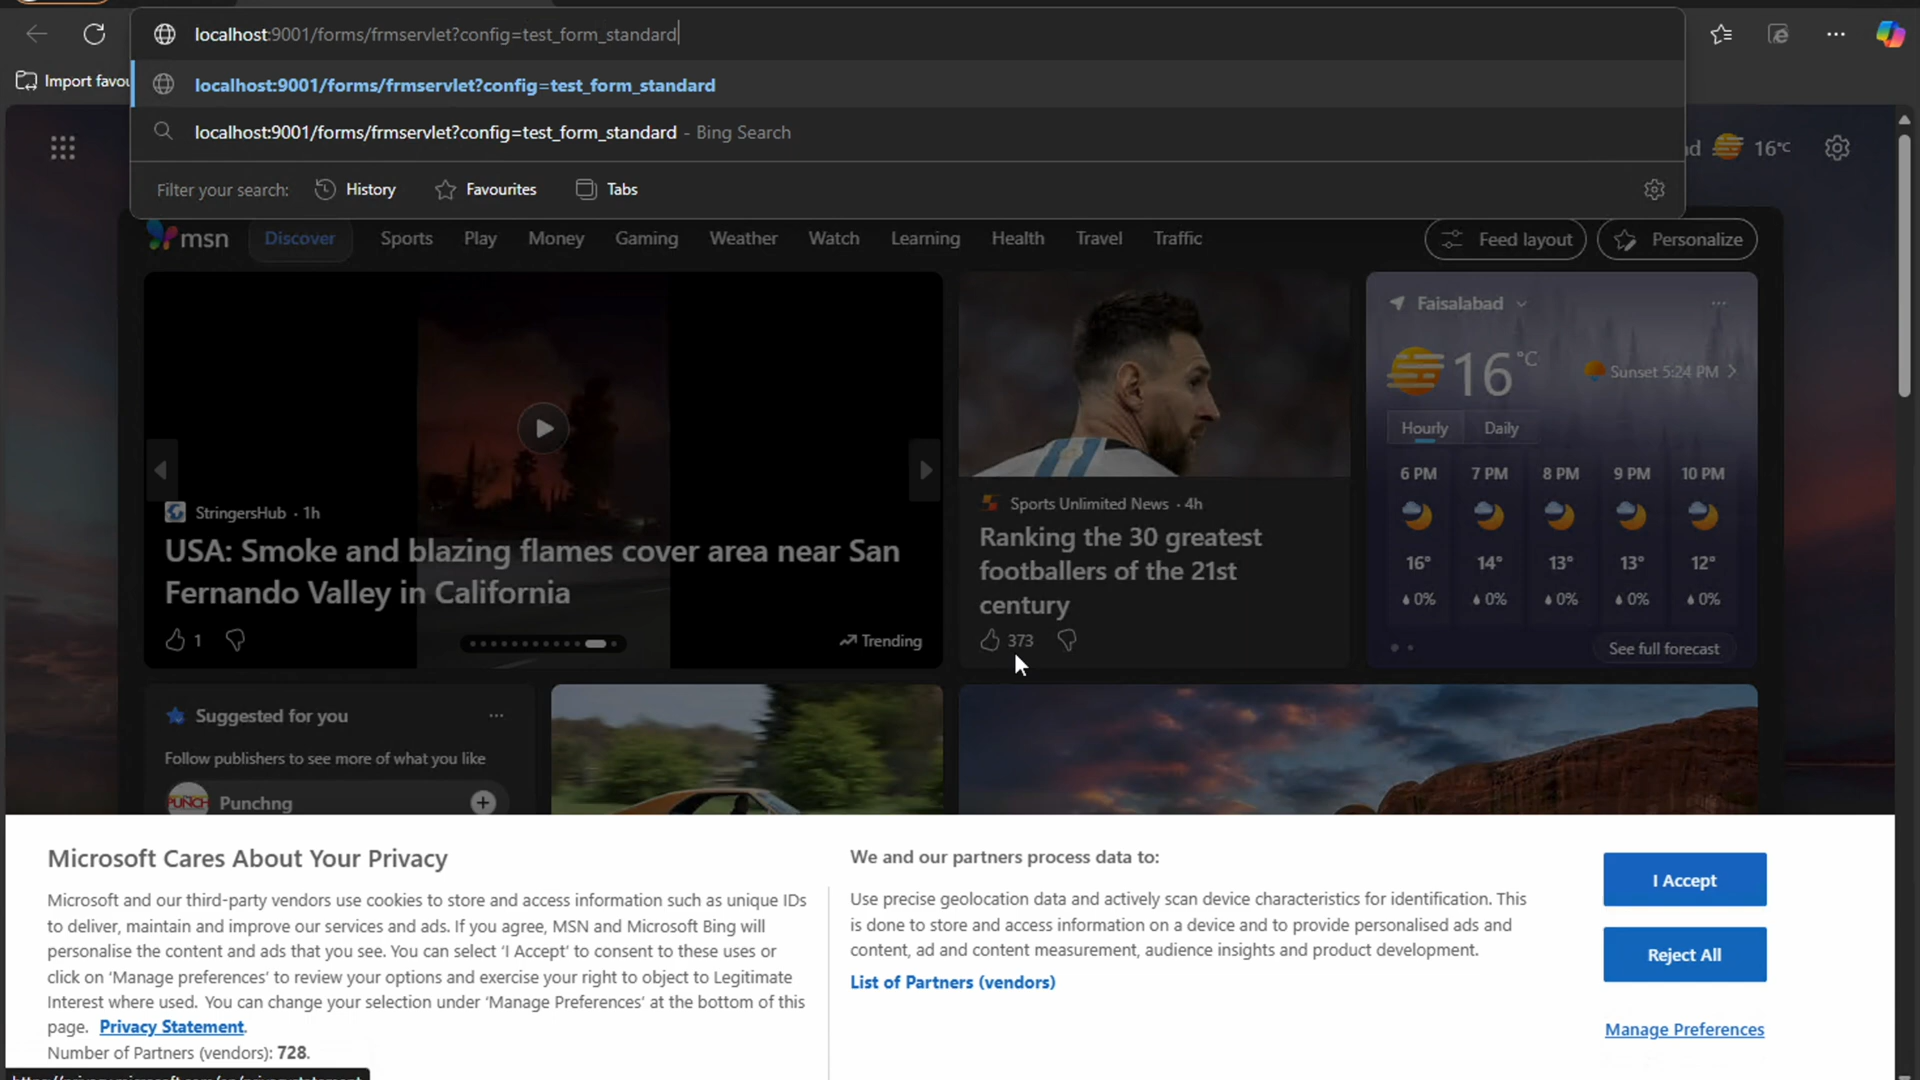 localhost:9001/forms/frmservlet?config=test_form_standard
Import favou
localhost:9001/forms/frmservlet?config=test_form_standard
localhost:9001/forms/frmservlet?config=test_form_standard - Bing Search
Filter your search: History Favourites Tabs
16°C
msn Discover Sports Play Money Gaming Weather Watch Learning Health Travel Traffic Feed layout Personalize
StringersHub · 1h
USA: Smoke and blazing flames cover area near San
Fernando Valley in California
1
Trending
Sports Unlimited News · 4h
Ranking the 30 greatest
footballers of the 21st
century
373
Faisalabad
16 °C Sunset 5:24 PM
Hourly Daily
6 PM 7 PM 8 PM 9 PM 10 PM
16° 14° 13° 13° 12°
0% 0% 0% 0% 0%
See full forecast
Suggested for you
Follow publishers to see more of what you like
PUNCH Punchng
Microsoft Cares About Your Privacy
Microsoft and our third-party vendors use cookies to store and access information such as unique IDs
to deliver, maintain and improve our services and ads. If you agree, MSN and Microsoft Bing will
personalise the content and ads that you see. You can select 'I Accept' to consent to these uses or
click on 'Manage preferences' to review your options and exercise your right to object to Legitimate
Interest where used. You can change your selection under 'Manage Preferences' at the bottom of this
page. Privacy Statement.
Number of Partners (vendors): 728.
We and our partners process data to:
Use precise geolocation data and actively scan device characteristics for identification. This
is done to store and access information on a device and to provide personalised ads and
content, ad and content measurement, audience insights and product development.
List of Partners (vendors)
I Accept
Reject All
Manage Preferences